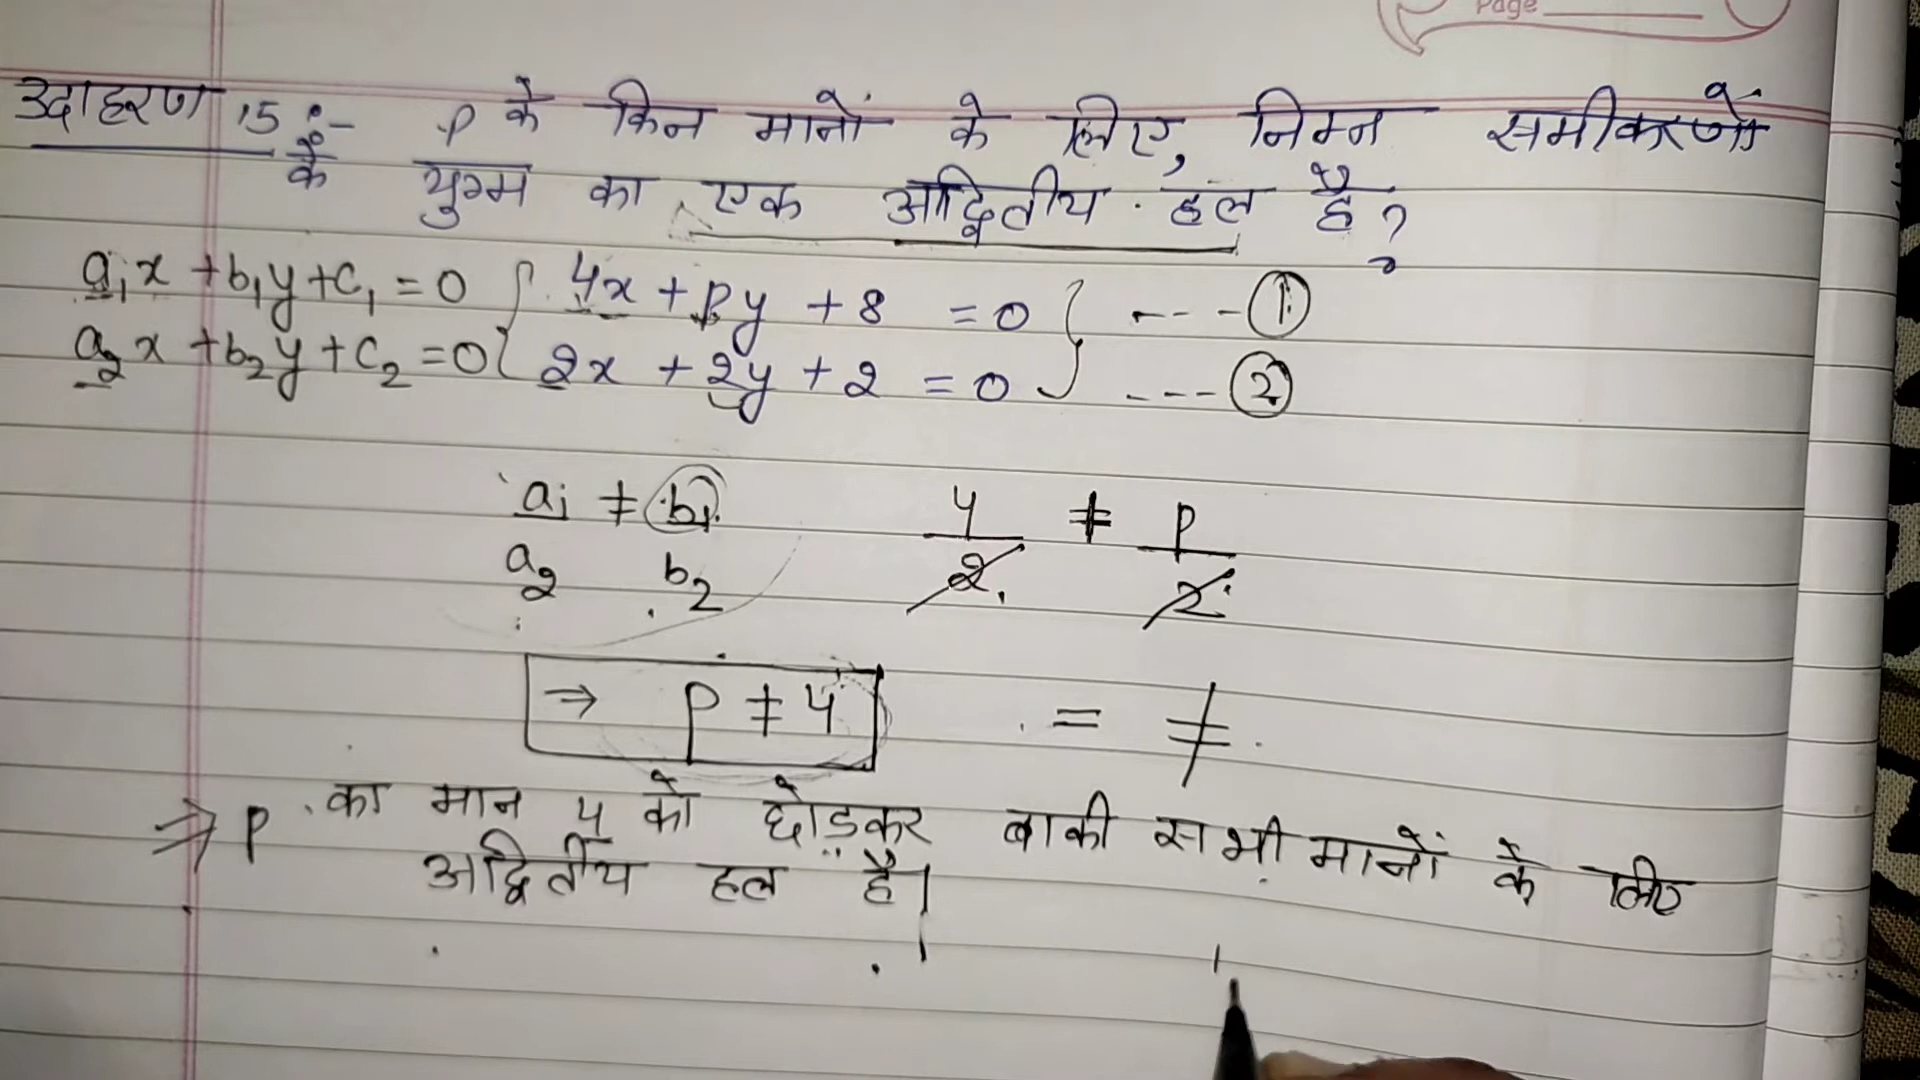 Page
उदाहरण 15 :- p के किन मानों के लिए, निम्न समीकरणों
के युग्म का एक अद्वितीय हल है?
a₁x + b₁y + c₁ = 0 { 4x + py + 8 = 0 } ---- ①
a₂x + b₂y + c₂ = 0 { 2x + 2y + 2 = 0 } ---- ②
a₁ ≠ b₁ 4 ≠ p
a₂ b₂ 2 2
→ p ≠ 4 = ≠
⇒ p का मान 4 को छोड़कर बाकी सभी मानों के लिए
अद्वितीय हल है।